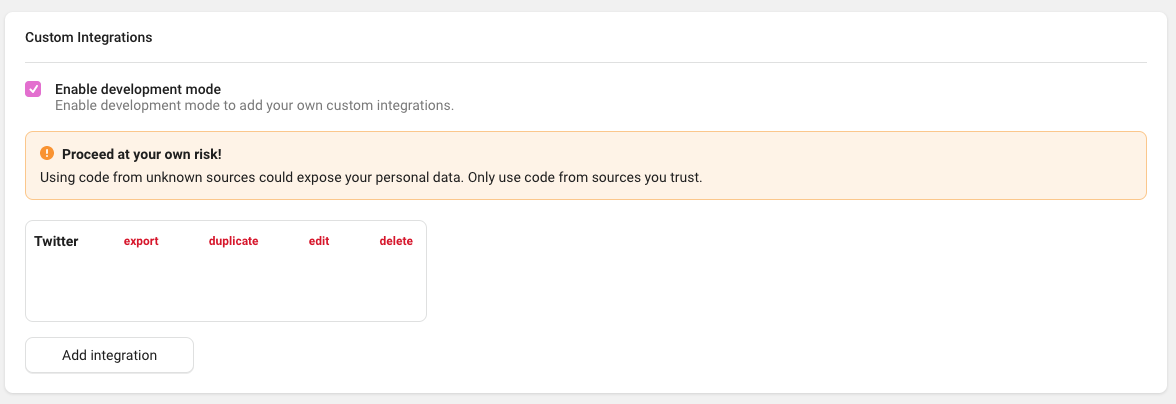 Custom Integrations
Enable development mode
Enable development mode to add your own custom integrations.
Proceed at your own risk!
Using code from unknown sources could expose your personal data. Only use code from sources you trust.
Twitter export duplicate edit delete
Add integration